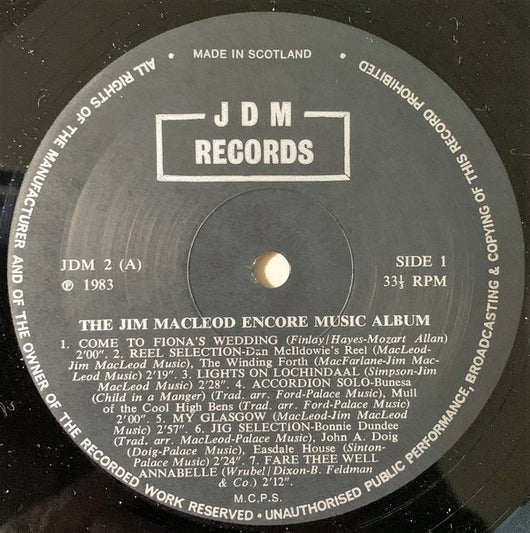 MADE IN SCOTLAND
ALL RIGHTS OF THE MANUFACTURER AND OF THE OWNER OF THE RECORDED WORK RESERVED • UNAUTHORISED PUBLIC PERFORMANCE, BROADCASTING & COPYING OF THIS RECORD PROHIBITED
JDM
RECORDS
JDM 2 (A)
℗ 1983
SIDE 1
33⅓ RPM
THE JIM MACLEOD ENCORE MUSIC ALBUM
1. COME TO FIONA'S WEDDING (Finlay/Hayes-Mozart Allan)
2'00". 2. REEL SELECTION-Dan McIldowie's Reel (MacLeod-
Jim MacLeod Music), The Winding Forth (MacFarlane-Jim Mac-
Leod Music) 2'19". 3. LIGHTS ON LOCHINDAAL (Simpson-Jim
MacLeod Music) 2'28". 4. ACCORDION SOLO-Bunesa
(Child in a Manger) (Trad. arr. Ford-Palace Music), Mull
of the Cool High Bens (Trad. arr. Ford-Palace Music)
2'00". 5. MY GLASGOW (MacLeod-Jim MacLeod
Music) 2'57". 6. JIG SELECTION-Bonnie Dundee
(Trad. arr. MacLeod-Palace Music), John A. Doig
(Doig-Palace Music), Easdale House (Sinton-
Palace Music) 2'24". 7. FARE THEE WELL
ANNABELLE (Wrubel/Dixon-B. Feldman
& Co.) 2'12".
M.C.P.S.